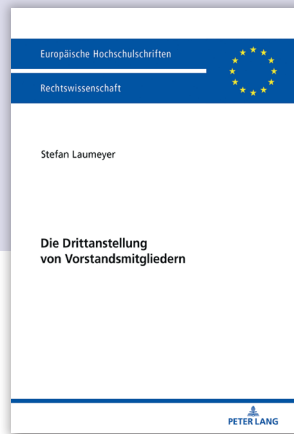 Europäische Hochschulschriften
Rechtswissenschaft
Stefan Laumeyer
Die Drittanstellung
von Vorstandsmitgliedern
PETER LANG